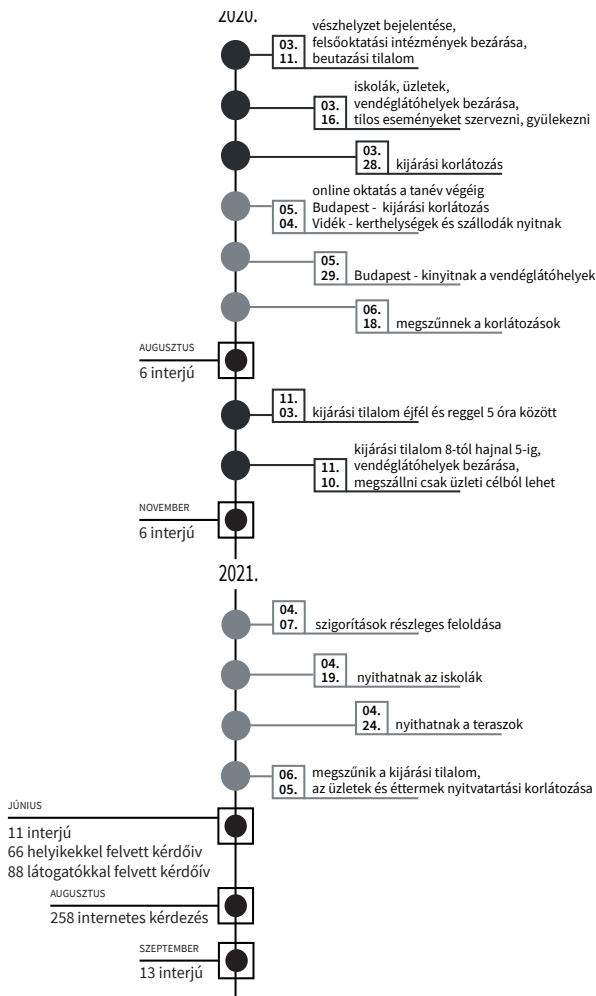 2020.
03.
11.
vészhelyzet bejelentése,
felsőoktatási intézmények bezárása,
beutazási tilalom
03.
16.
iskolák, üzletek,
vendéglátóhelyek bezárása,
tilos eseményeket szervezni, gyülekezni
03.
28.
kijárási korlátozás
05.
04.
online oktatás a tanév végéig
Budapest - kijárási korlátozás
Vidék - kerthelységek és szállodák nyitnak
05.
29.
Budapest - kinyitnak a vendéglátóhelyek
06.
18.
megszűnnek a korlátozások
AUGUSZTUS
6 interjú
11.
03.
kijárási tilalom éjfél és reggel 5 óra között
11.
10.
kijárási tilalom 8-tól hajnal 5-ig,
vendéglátóhelyek bezárása,
megszállni csak üzleti célból lehet
NOVEMBER
6 interjú
2021.
04.
07.
szigorítások részleges feloldása
04.
19.
nyithatnak az iskolák
04.
24.
nyithatnak a teraszok
06.
05.
megszűnik a kijárási tilalom,
az üzletek és éttermek nyitvatartási korlátozása
JÚNIUS
11 interjú
66 helyikekkel felvett kérdőiv
88 látogatókkal felvett kérdőív
AUGUSZTUS
258 internetes kérdezés
SZEPTEMBER
13 interjú